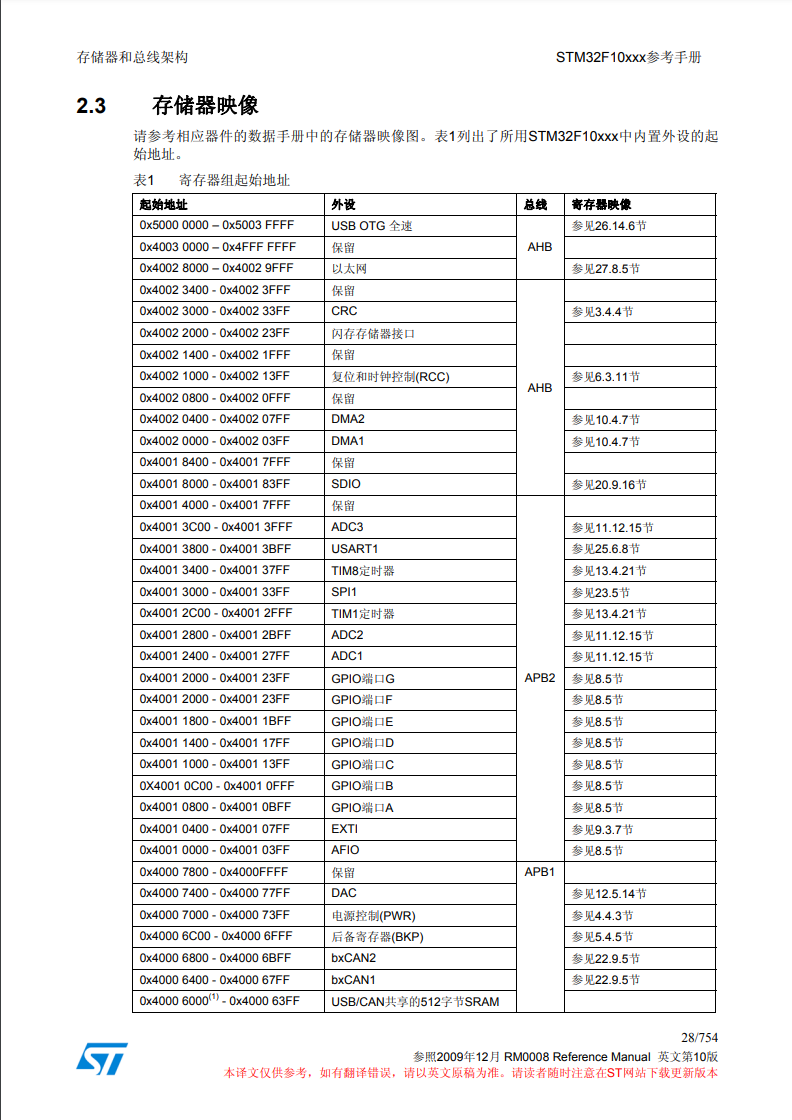 存储器和总线架构 STM32F10xxx参考手册
2.3 存储器映像
请参考相应器件的数据手册中的存储器映像图。表1列出了所用STM32F10xxx中内置外设的起
始地址。
表1 寄存器组起始地址
起始地址 外设 总线 寄存器映像
0x5000 0000 – 0x5003 FFFF USB OTG 全速 参见26.14.6节
0x4003 0000 – 0x4FFF FFFF 保留 AHB
0x4002 8000 – 0x4002 9FFF 以太网 参见27.8.5节
0x4002 3400 - 0x4002 3FFF 保留
0x4002 3000 - 0x4002 33FF CRC 参见3.4.4节
0x4002 2000 - 0x4002 23FF 闪存存储器接口
0x4002 1400 - 0x4002 1FFF 保留
0x4002 1000 - 0x4002 13FF 复位和时钟控制(RCC) 参见6.3.11节
AHB
0x4002 0800 - 0x4002 0FFF 保留
0x4002 0400 - 0x4002 07FF DMA2 参见10.4.7节
0x4002 0000 - 0x4002 03FF DMA1 参见10.4.7节
0x4001 8400 - 0x4001 7FFF 保留
0x4001 8000 - 0x4001 83FF SDIO 参见20.9.16节
0x4001 4000 - 0x4001 7FFF 保留
0x4001 3C00 - 0x4001 3FFF ADC3 参见11.12.15节
0x4001 3800 - 0x4001 3BFF USART1 参见25.6.8节
0x4001 3400 - 0x4001 37FF TIM8定时器 参见13.4.21节
0x4001 3000 - 0x4001 33FF SPI1 参见23.5节
0x4001 2C00 - 0x4001 2FFF TIM1定时器 参见13.4.21节
0x4001 2800 - 0x4001 2BFF ADC2 参见11.12.15节
0x4001 2400 - 0x4001 27FF ADC1 参见11.12.15节
0x4001 2000 - 0x4001 23FF GPIO端口G APB2 参见8.5节
0x4001 2000 - 0x4001 23FF GPIO端口F 参见8.5节
0x4001 1800 - 0x4001 1BFF GPIO端口E 参见8.5节
0x4001 1400 - 0x4001 17FF GPIO端口D 参见8.5节
0x4001 1000 - 0x4001 13FF GPIO端口C 参见8.5节
0X4001 0C00 - 0x4001 0FFF GPIO端口B 参见8.5节
0x4001 0800 - 0x4001 0BFF GPIO端口A 参见8.5节
0x4001 0400 - 0x4001 07FF EXTI 参见9.3.7节
0x4001 0000 - 0x4001 03FF AFIO 参见8.5节
0x4000 7800 - 0x4000FFFF 保留 APB1
0x4000 7400 - 0x4000 77FF DAC 参见12.5.14节
0x4000 7000 - 0x4000 73FF 电源控制(PWR) 参见4.4.3节
0x4000 6C00 - 0x4000 6FFF 后备寄存器(BKP) 参见5.4.5节
0x4000 6800 - 0x4000 6BFF bxCAN2 参见22.9.5节
0x4000 6400 - 0x4000 67FF bxCAN1 参见22.9.5节
0x4000 6000(1) - 0x4000 63FF USB/CAN共享的512字节SRAM
28/754
ST
参照2009年12月 RM0008 Reference Manual 英文第10版
本译文仅供参考，如有翻译错误，请以英文原稿为准。请读者随时注意在ST网站下载更新版本